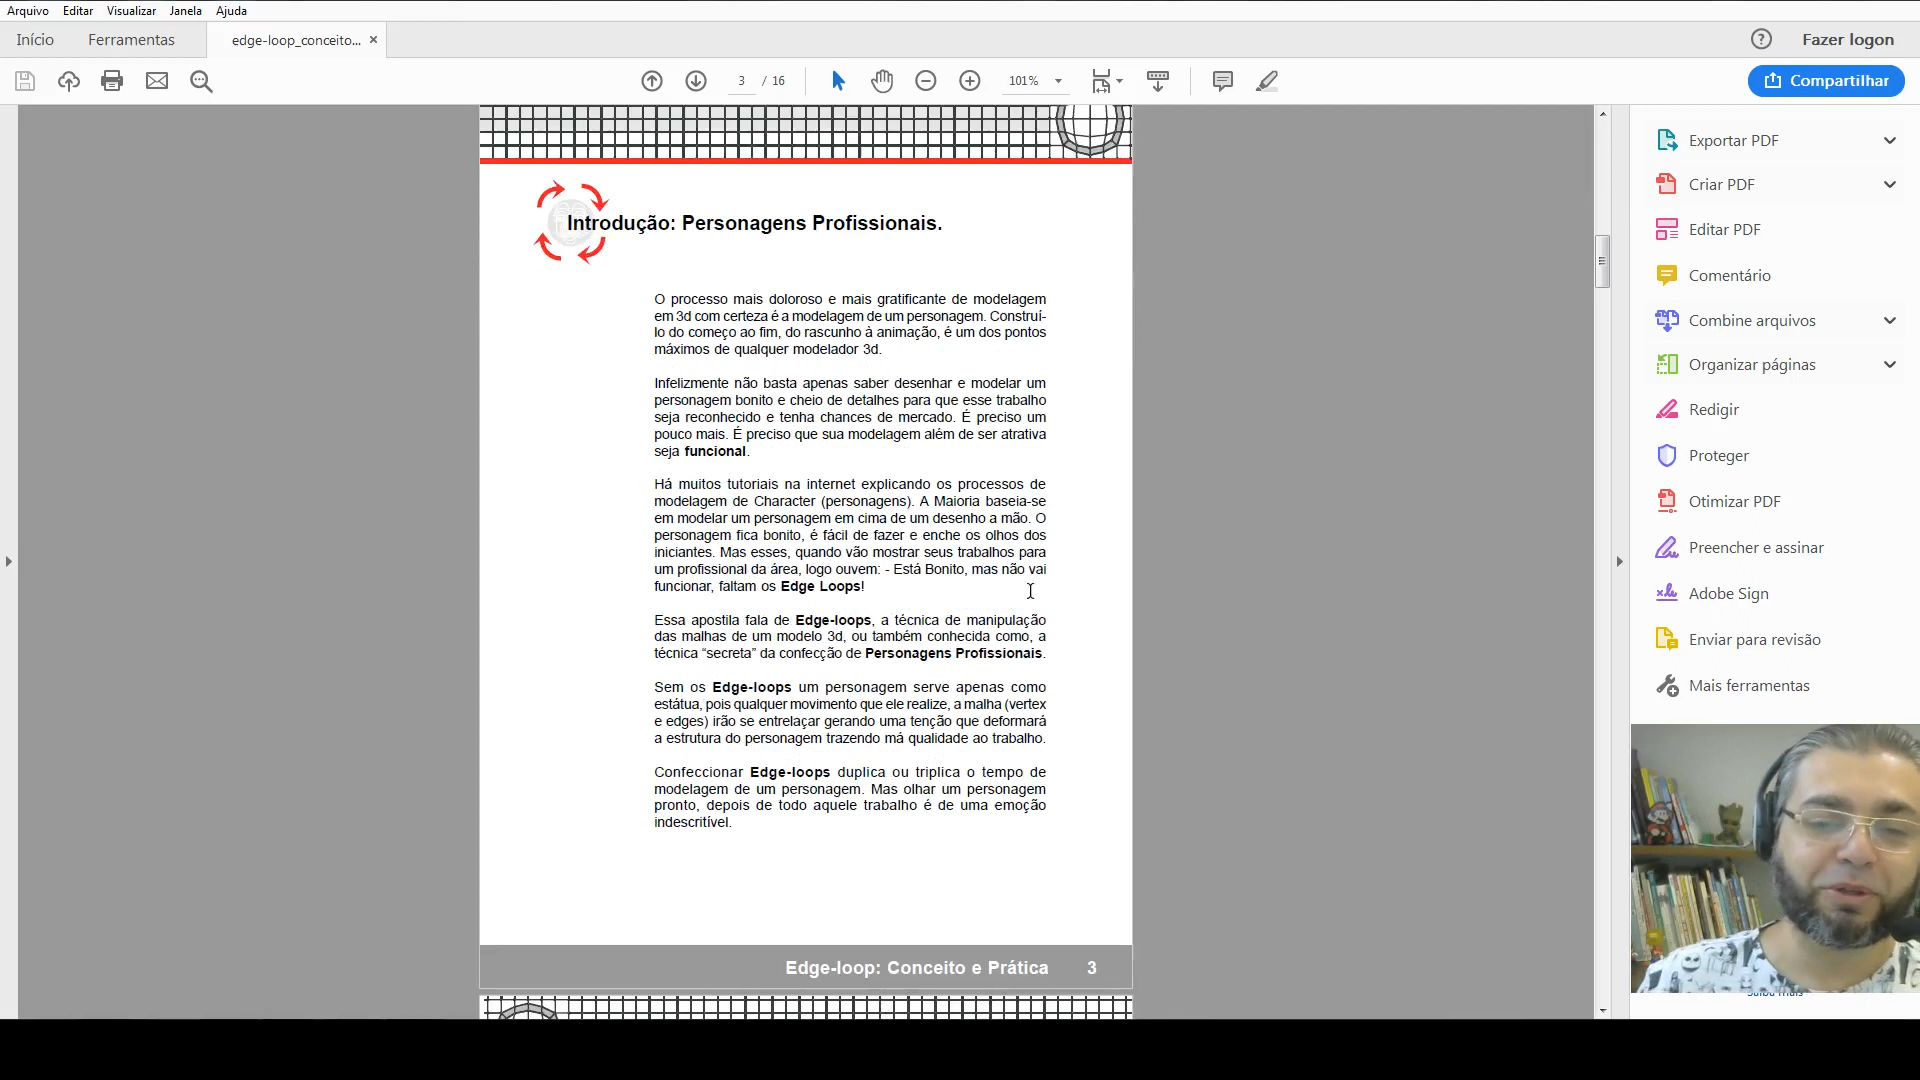 Arquivo Editar Visualizar Janela Ajuda
Início Ferramentas edge-loop_conceito... × Fazer logon
3 / 16 101% Compartilhar
Introdução: Personagens Profissionais.
O processo mais doloroso e mais gratificante de modelagem
em 3d com certeza é a modelagem de um personagem. Construí-
lo do começo ao fim, do rascunho à animação, é um dos pontos
máximos de qualquer modelador 3d.
Infelizmente não basta apenas saber desenhar e modelar um
personagem bonito e cheio de detalhes para que esse trabalho
seja reconhecido e tenha chances de mercado. É preciso um
pouco mais. É preciso que sua modelagem além de ser atrativa
seja funcional.
Há muitos tutoriais na internet explicando os processos de
modelagem de Character (personagens). A Maioria baseia-se
em modelar um personagem em cima de um desenho a mão. O
personagem fica bonito, é fácil de fazer e enche os olhos dos
iniciantes. Mas esses, quando vão mostrar seus trabalhos para
um profissional da área, logo ouvem: - Está Bonito, mas não vai
funcionar, faltam os Edge Loops!
Essa apostila fala de Edge-loops, a técnica de manipulação
das malhas de um modelo 3d, ou também conhecida como, a
técnica “secreta” da confecção de Personagens Profissionais.
Sem os Edge-loops um personagem serve apenas como
estátua, pois qualquer movimento que ele realize, a malha (vertex
e edges) irão se entrelaçar gerando uma tenção que deformará
a estrutura do personagem trazendo má qualidade ao trabalho.
Confeccionar Edge-loops duplica ou triplica o tempo de
modelagem de um personagem. Mas olhar um personagem
pronto, depois de todo aquele trabalho é de uma emoção
indescritível.
Edge-loop: Conceito e Prática 3
Exportar PDF
Criar PDF
Editar PDF
Comentário
Combine arquivos
Organizar páginas
Redigir
Proteger
Otimizar PDF
Preencher e assinar
Adobe Sign
Enviar para revisão
Mais ferramentas